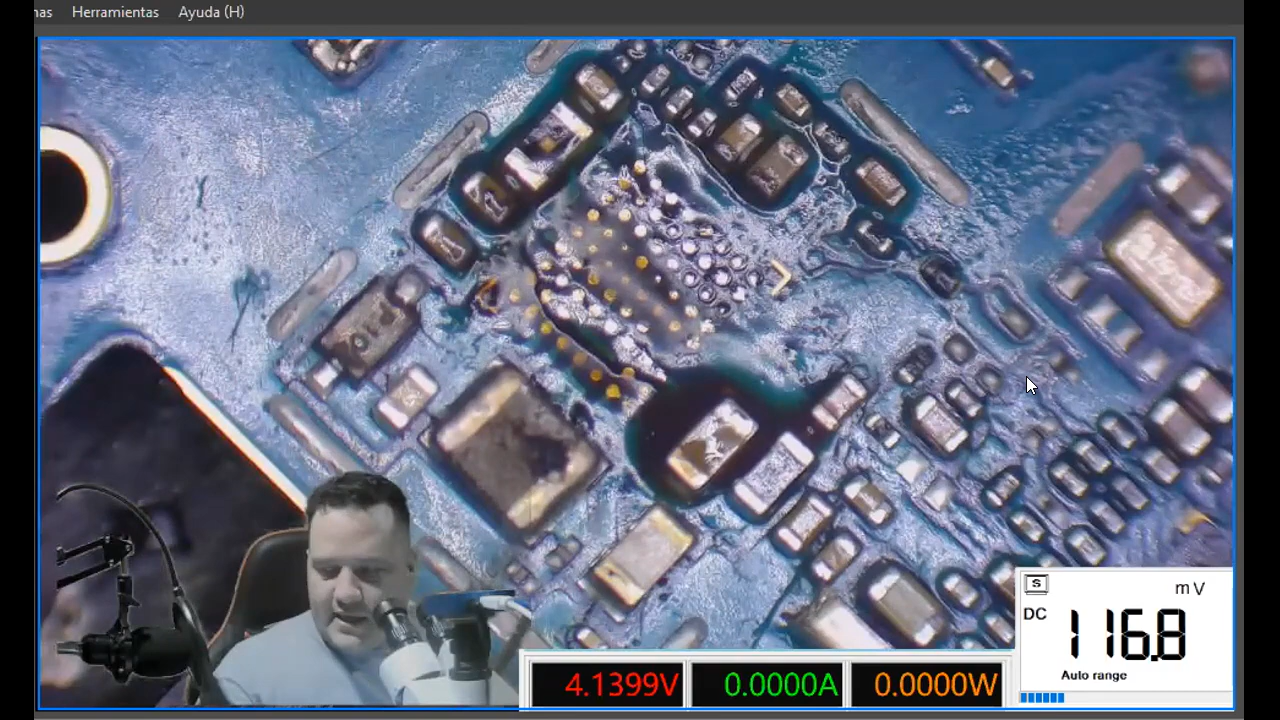 nas Herramientas Ayuda (H)
S
mV
DC 116.8
Auto range
4.1399V 0.0000A 0.0000W